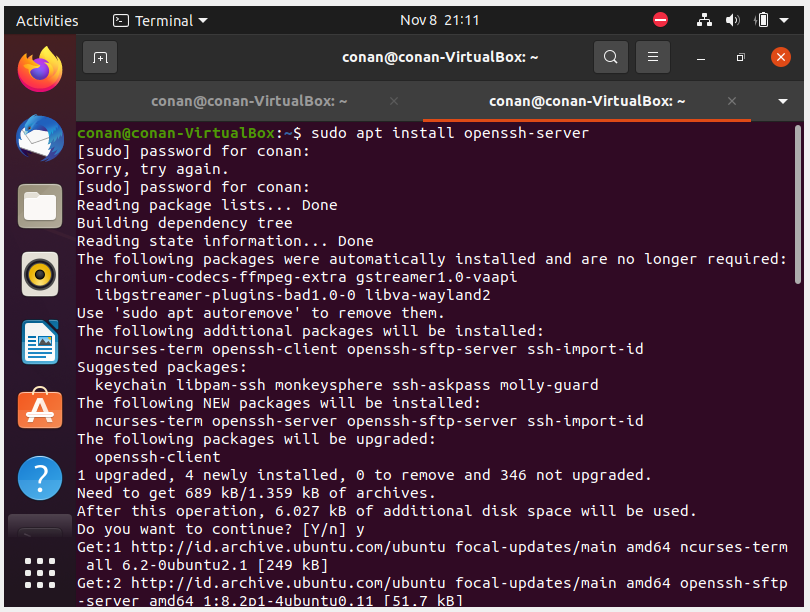 Activities
Terminal
Nov 8 21:11
conan@conan-VirtualBox: ~
conan@conan-VirtualBox: ~
conan@conan-VirtualBox: ~
conan@conan-VirtualBox:~$ sudo apt install openssh-server
[sudo] password for conan:
Sorry, try again.
[sudo] password for conan:
Reading package lists... Done
Building dependency tree
Reading state information... Done
The following packages were automatically installed and are no longer required:
chromium-codecs-ffmpeg-extra gstreamer1.0-vaapi
libgstreamer-plugins-bad1.0-0 libva-wayland2
Use 'sudo apt autoremove' to remove them.
The following additional packages will be installed:
ncurses-term openssh-client openssh-sftp-server ssh-import-id
Suggested packages:
keychain libpam-ssh monkeysphere ssh-askpass molly-guard
The following NEW packages will be installed:
ncurses-term openssh-server openssh-sftp-server ssh-import-id
The following packages will be upgraded:
openssh-client
1 upgraded, 4 newly installed, 0 to remove and 346 not upgraded.
Need to get 689 kB/1.359 kB of archives.
After this operation, 6.027 kB of additional disk space will be used.
Do you want to continue? [Y/n] y
Get:1 http://id.archive.ubuntu.com/ubuntu focal-updates/main amd64 ncurses-term
all 6.2-0ubuntu2.1 [249 kB]
Get:2 http://id.archive.ubuntu.com/ubuntu focal-updates/main amd64 openssh-sftp
-server amd64 1:8.2p1-4ubuntu0.11 [51.7 kB]